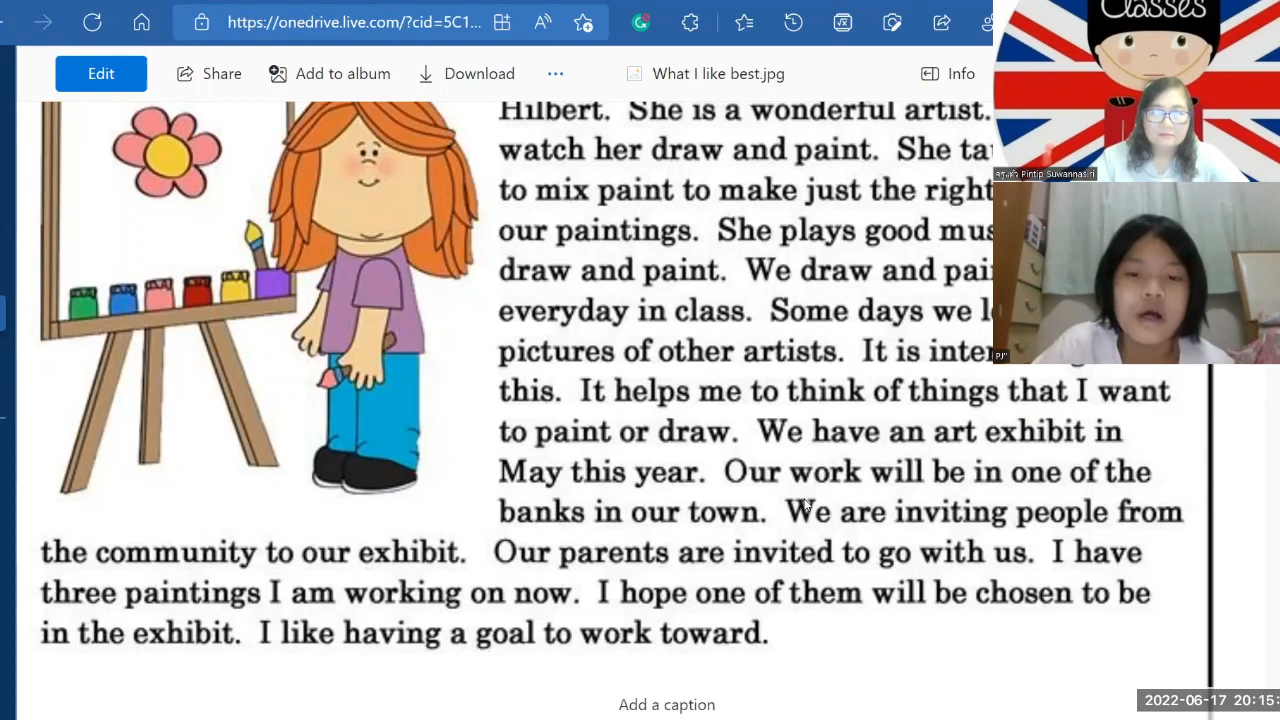 https://onedrive.live.com/?cid=5C1...
Edit
Share
Add to album
Download
...
What I like best.jpg
Info
Classes
Hilbert. She is a wonderful artist.
watch her draw and paint. She
to mix paint to make just the right
our paintings. She plays good
draw and paint. We draw and
everyday in class. Some days we
pictures of other artists. It is
this. It helps me to think of things that I want
to paint or draw. We have an art exhibit in
May this year. Our work will be in one of the
banks in our town. We are inviting people from
the community to our exhibit. Our parents are invited to go with us. I have
three paintings I am working on now. I hope one of them will be chosen to be
in the exhibit. I like having a goal to work toward.
Pintip Suwannasiri
PJ"
Add a caption
2022-06-17 20:15: